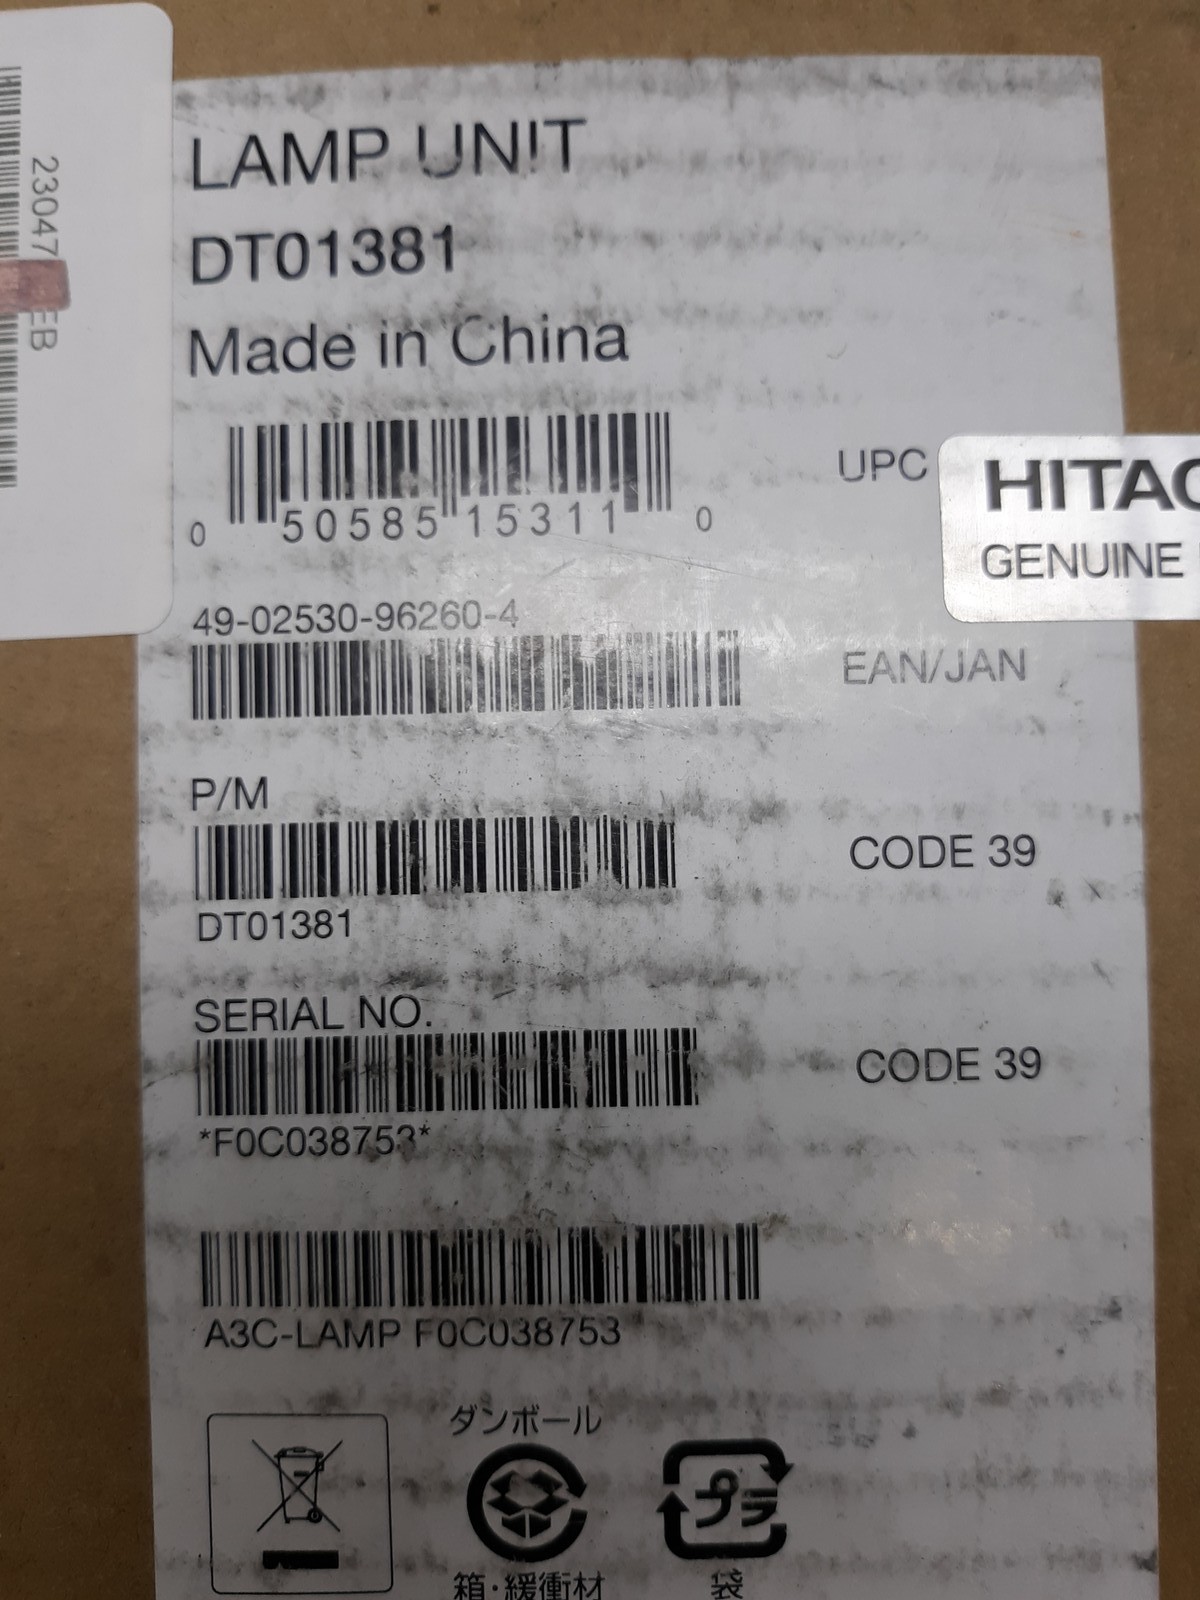 LAMP UNIT
DT01381
Made in China
0 50585 15311 0
UPC
HITAC
GENUINE
49-02530-96260-4
EAN/JAN
P/M
CODE 39
DT01381
SERIAL NO.
CODE 39
*F0C038753*
A3C-LAMP F0C038753
ダンボール
プラ
箱・緩衝材
袋
23047
EB